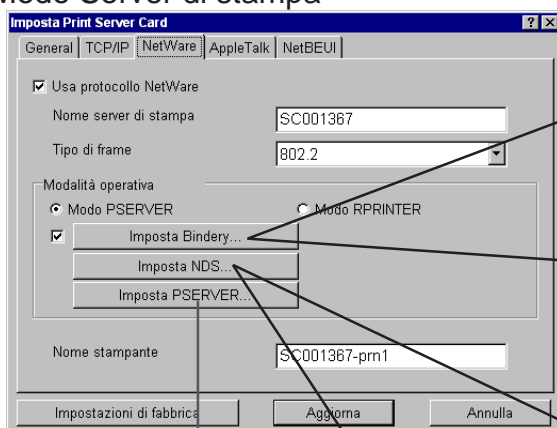 Modo Server di stampa
Imposta Print Server Card
General TCP/IP NetWare AppleTalk NetBEUI
Usa protocollo NetWare
Nome server di stampa SC001367
Tipo di frame 802.2
Modalità operativa
Modo PSERVER Modo RPRINTER
Imposta Bindery...
Imposta NDS...
Imposta PSERVER...
Nome stampante SC001367-prn1
Impostazioni di fabbrica Aggiorna Annulla